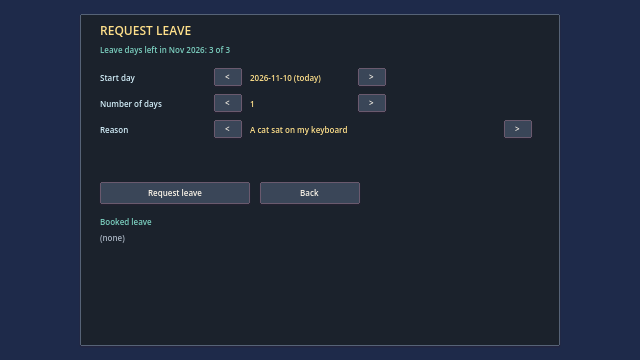 REQUEST LEAVE
Leave days left in Nov 2026: 3 of 3
Start day < 2026-11-10 (today) >
Number of days < 1 >
Reason < A cat sat on my keyboard >
Request leave Back
Booked leave
(none)